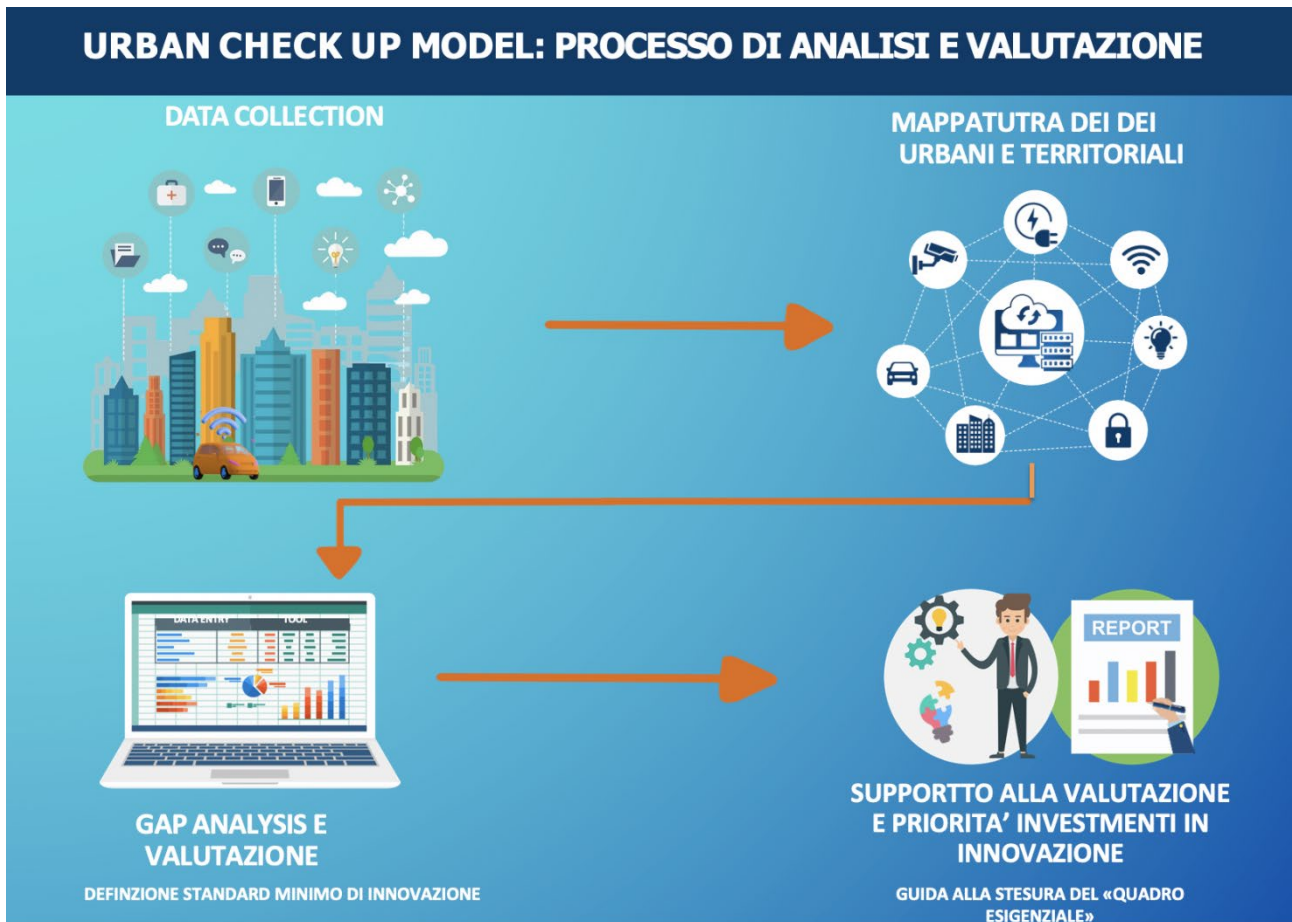 URBAN CHECK UP MODEL: PROCESSO DI ANALISI E VALUTAZIONE
DATA COLLECTION
MAPPATUTRA DEI DEI
URBANI E TERRITORIALI
DATA ENTRY TOOL
GAP ANALYSIS E
VALUTAZIONE
DEFINZIONE STANDARD MINIMO DI INNOVAZIONE
REPORT
SUPPORTTO ALLA VALUTAZIONE
E PRIORITA’ INVESTMENTI IN
INNOVAZIONE
GUIDA ALLA STESURA DEL «QUADRO
ESIGENZIALE»